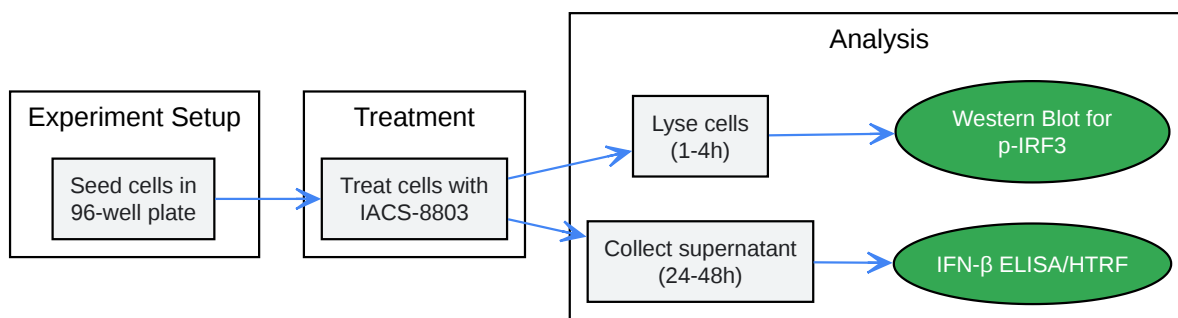 Experiment Setup
Seed cells in
96-well plate
Treatment
Treat cells with
IACS-8803
Analysis
Lyse cells
(1-4h)
Western Blot for
p-IRF3
Collect supernatant
(24-48h)
IFN-β ELISA/HTRF